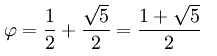 φ = 1/2 + √5/2 = (1 + √5)/2